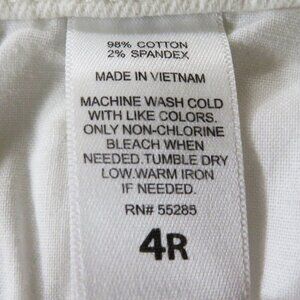 98% COTTON
2% SPANDEX
MADE IN VIETNAM
MACHINE WASH COLD
WITH LIKE COLORS.
ONLY NON-CHLORINE
BLEACH WHEN
NEEDED.TUMBLE DRY
LOW.WARM IRON
IF NEEDED.
RN# 55285
4R